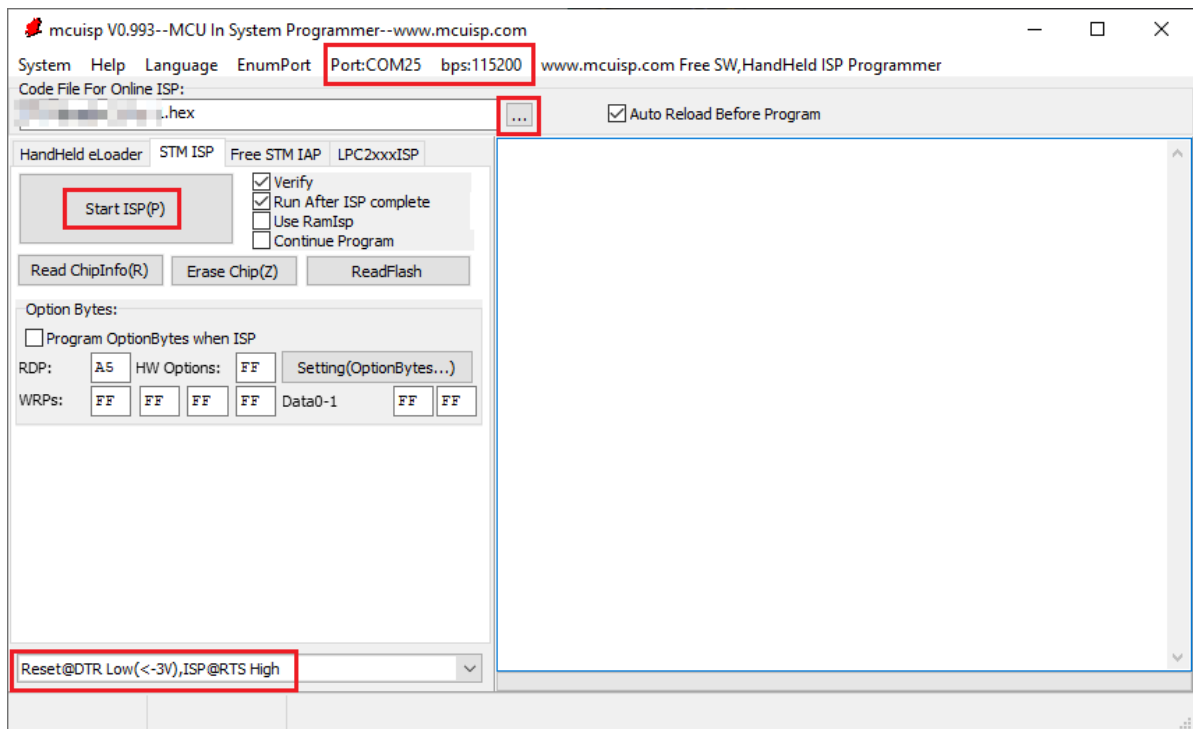 mcuisp V0.993--MCU In System Programmer--www.mcuisp.com
System Help Language EnumPort Port:COM25 bps:115200 www.mcuisp.com Free SW,HandHeld ISP Programmer
Code File For Online ISP:
.hex ... Auto Reload Before Program
HandHeld eLoader STM ISP Free STM IAP LPC2xxxISP
Start ISP(P)
Verify
Run After ISP complete
Use RamIsp
Continue Program
Read ChipInfo(R) Erase Chip(Z) ReadFlash
Option Bytes:
Program OptionBytes when ISP
RDP: A5 HW Options: FF Setting(OptionBytes...)
WRPs: FF FF FF FF Data0-1 FF FF
Reset@DTR Low(<-3V),ISP@RTS High